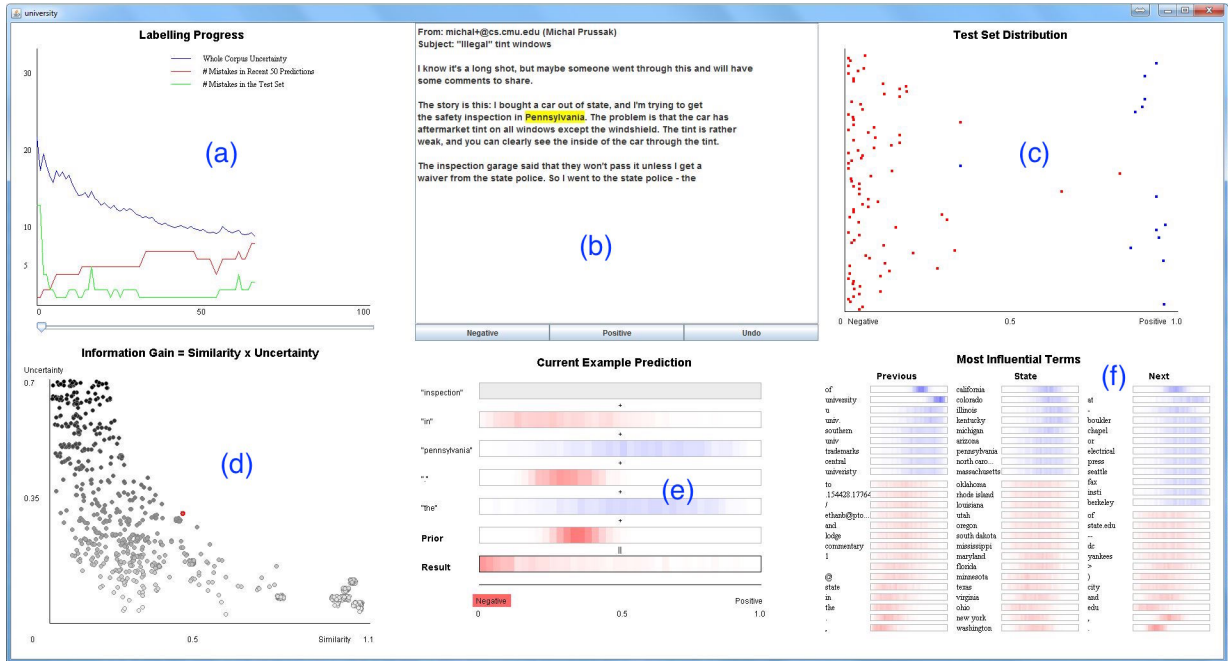 university
Labelling Progress
Whole Corpus Uncertainty
# Mistakes in Recent 50 Predictions
# Mistakes in the Test Set
30
20
10
5
0
50
100
(a)
From: michal+@cs.cmu.edu (Michal Prussak)
Subject: "Illegal" tint windows
I know it's a long shot, but maybe someone went through this and will have
some comments to share.
The story is this: I bought a car out of state, and I'm trying to get
the safety inspection in Pennsylvania. The problem is that the car has
aftermarket tint on all windows except the windshield. The tint is rather
weak, and you can clearly see the inside of the car through the tint.
The inspection garage said that they won't pass it unless I get a
waiver from the state police. So I went to the state police - the
(b)
Negative Positive Undo
Test Set Distribution
(c)
0 Negative 0.5 Positive 1.0
Information Gain = Similarity x Uncertainty
Uncertainty
0.7
0.35
(d)
0 0.5 Similarity 1.1
Current Example Prediction
"inspection"
+
"in"
+
"pennsylvania"
+
"."
+
"the"
+
Prior
||
Result
(e)
Negative Positive
0 0.5 1.0
Most Influential Terms
(f)
Previous State Next
of
university
u
univ.
southern
univ
trademarks
central
univeristy
to
.154428.17764
/
ethanb@pto...
and
lodge
commentary
1
@
state
in
the
.
,
california
colorado
illinois
kentucky
michigan
arizona
pennsylvania
north caro...
massachusetts
oklahoma
rhode island
louisiana
utah
oregon
south dakota
mississippi
maryland
florida
minnesota
texas
virginia
ohio
new york
washington
at
-
boulder
chapel
or
electrical
press
seattle
fax
insti
berkeley
of
state.edu
--
dc
yankees
>
)
city
and
edu
,
.